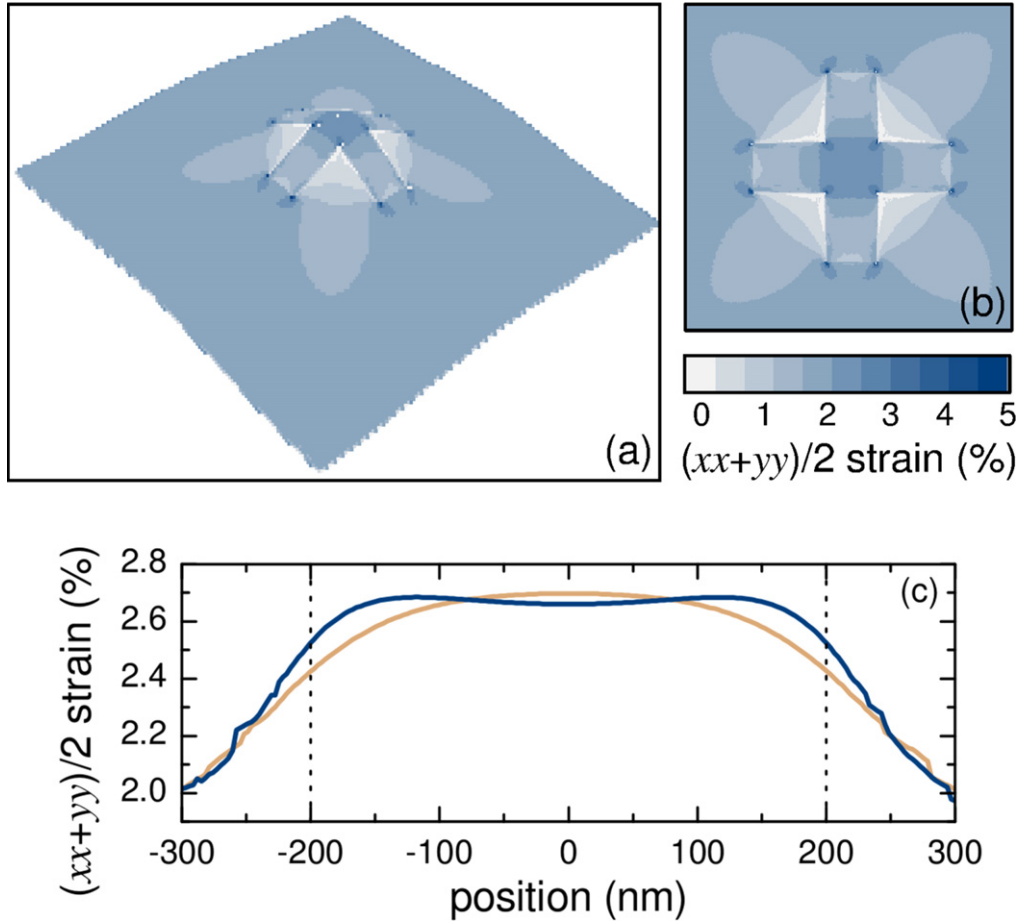 (a)
(b)
0 1 2 3 4 5
(xx+yy)/2 strain (%)
(c)
(xx+yy)/2 strain (%)
2.8
2.6
2.4
2.2
2.0
-300 -200 -100 0 100 200 300
position (nm)